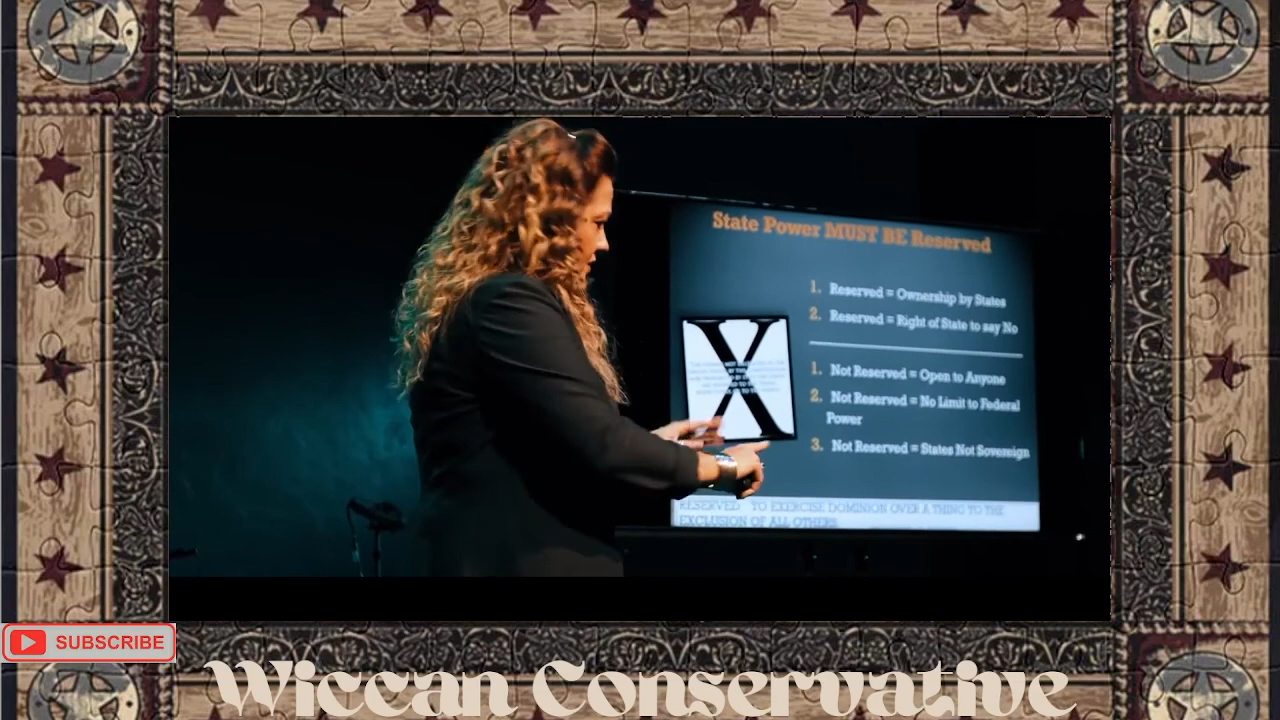 State Power MUST BE Reserved
1. Reserved = Ownership by States
2. Reserved = Right of State to say No
1. Not Reserved = Open to Anyone
2. Not Reserved = No Limit to Federal
Power
3. Not Reserved = States Not Sovereign
X
RESERVED TO EXERCISE DOMINION OVER A THING TO THE
EXCLUSION OF ALL OTHERS
SUBSCRIBE
Wiccan Conservative